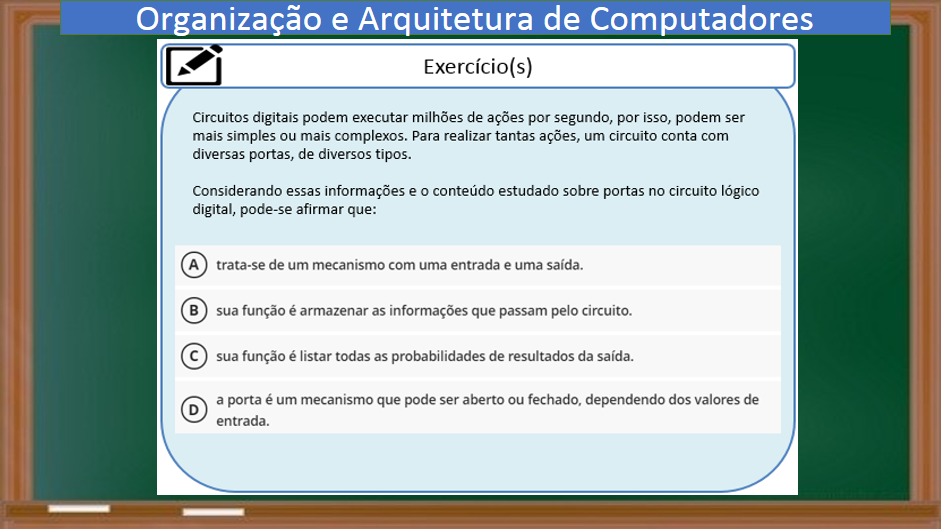 Organização e Arquitetura de Computadores
Exercício(s)
Circuitos digitais podem executar milhões de ações por segundo, por isso, podem ser
mais simples ou mais complexos. Para realizar tantas ações, um circuito conta com
diversas portas, de diversos tipos.
Considerando essas informações e o conteúdo estudado sobre portas no circuito lógico
digital, pode-se afirmar que:
A trata-se de um mecanismo com uma entrada e uma saída.
B sua função é armazenar as informações que passam pelo circuito.
C sua função é listar todas as probabilidades de resultados da saída.
D a porta é um mecanismo que pode ser aberto ou fechado, dependendo dos valores de
entrada.